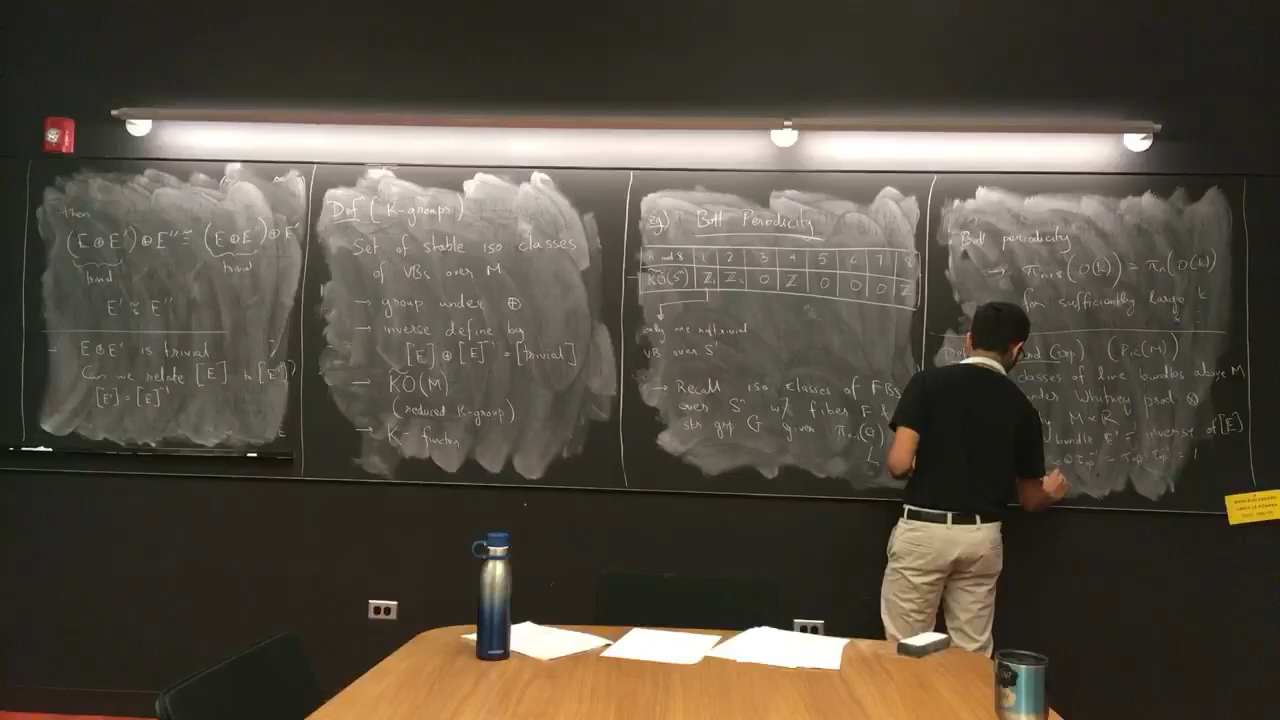 then
(E ⊕ E') ⊕ E'' ≅ (E ⊕ E'') ⊕ E'
trivial trivial
E' ≅ E''
E ⊕ E' is trivial
Can we relate [E] to [E']?
[E'] = [E]⁻¹
Def (K-groups)
Set of stable iso classes
of VBs over M
→ group under ⊕
→ inverse define by
[E] ⊕ [E]⁻¹ = [trivial]
→ K̃O(M)
(reduced K-group)
→ K-functor
eg) Bott Periodicity
n mod 8 1 2 3 4 5 6 7 8
K̃O(Sⁿ) ℤ₂ ℤ₂ 0 ℤ 0 0 0 ℤ
only one nontrivial
VB over S¹
→ Recall iso classes of FBs
over Sⁿ w/ fiber F &
str grp G given πₙ₋₁(G)
Bott periodicity
→ πₙ₊₈(O(k)) = πₙ(O(k))
for sufficiently large k
(Pic(M))
classes of line bundles above M
under Whitney prod ⊗
M × R
bundle E' = inverse of [E]
= 1